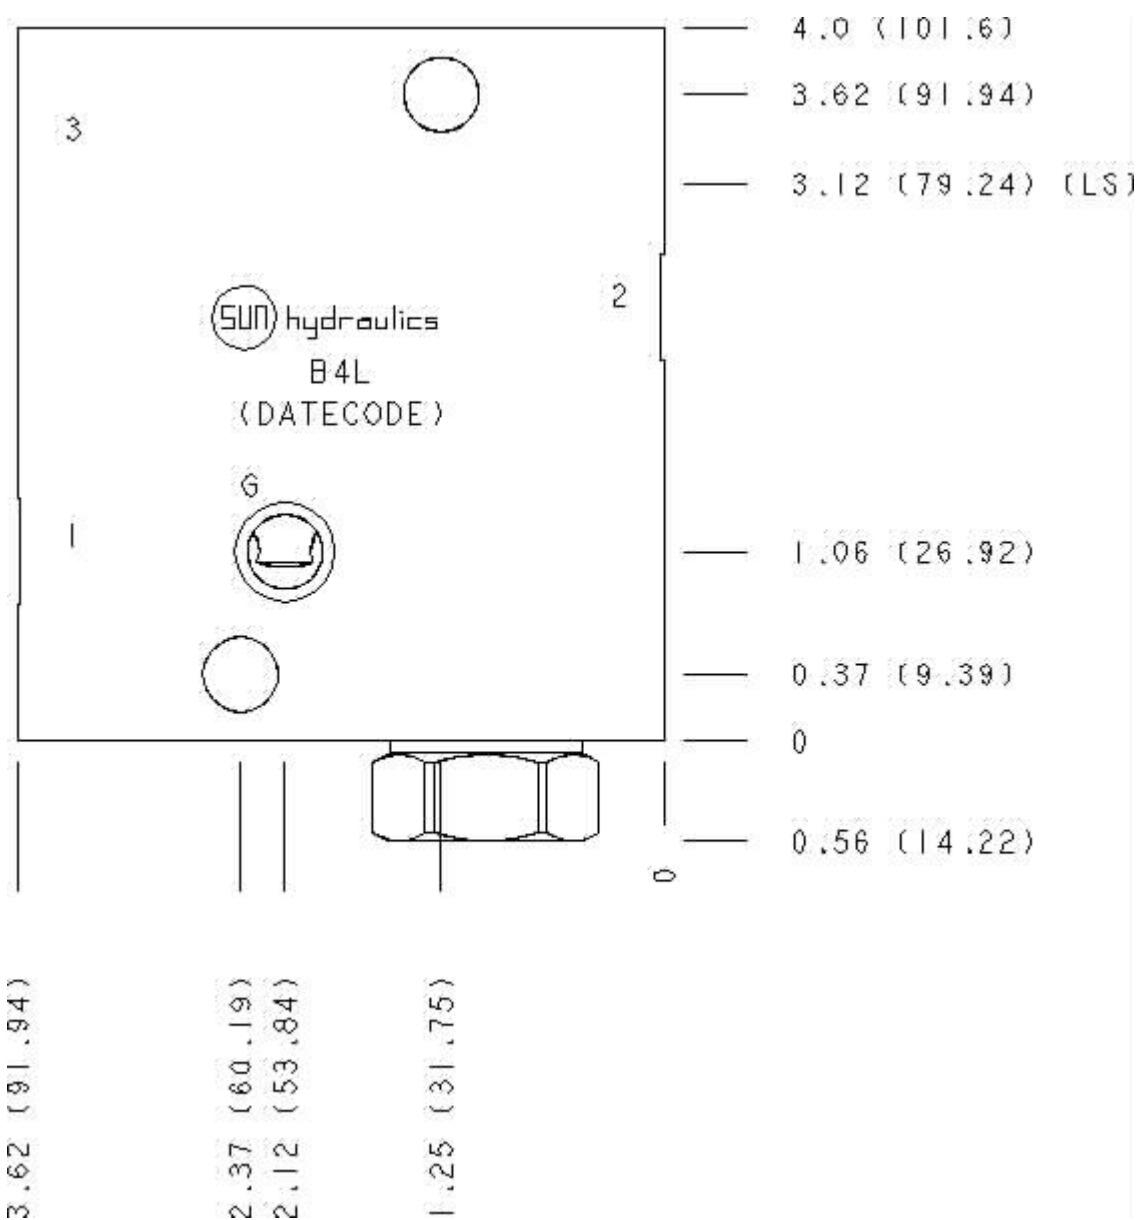 4.0 (101.6)
3.62 (91.94)
3
3.12 (79.24) (LS)
2
SUN hydraulics
B4L
(DATECODE)
G
1
1.06 (26.92)
0.37 (9.39)
0
0.56 (14.22)
0
3.62 (91.94)
2.37 (60.19)
2.12 (53.84)
1.25 (31.75)